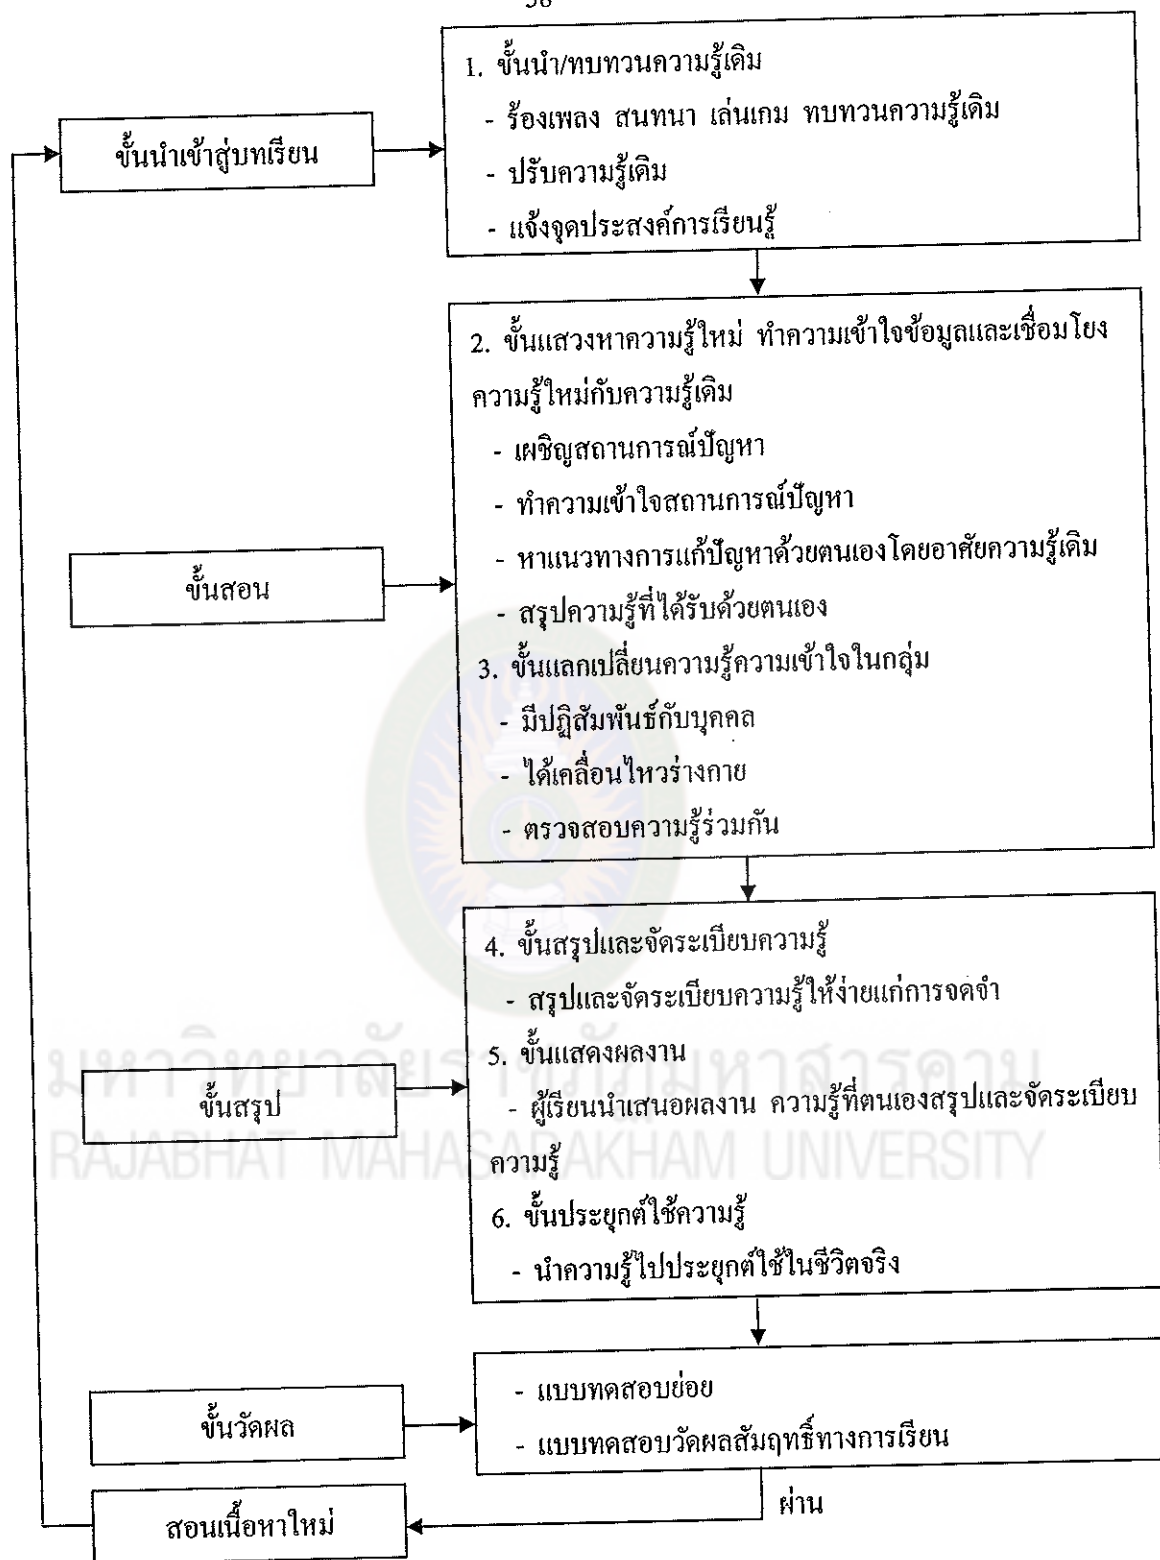 1. ขั้นนำ/ทบทวนความรู้เดิม
- ร้องเพลง สนทนา เล่นเกม ทบทวนความรู้เดิม
- ปรับความรู้เดิม
- แจ้งจุดประสงค์การเรียนรู้
ขั้นนำเข้าสู่บทเรียน
2. ขั้นแสวงหาความรู้ใหม่ ทำความเข้าใจข้อมูลและเชื่อมโยง
ความรู้ใหม่กับความรู้เดิม
- เผชิญสถานการณ์ปัญหา
- ทำความเข้าใจสถานการณ์ปัญหา
- หาแนวทางการแก้ปัญหาด้วยตนเองโดยอาศัยความรู้เดิม
- สรุปความรู้ที่ได้รับด้วยตนเอง
3. ขั้นแลกเปลี่ยนความรู้ความเข้าใจในกลุ่ม
- มีปฏิสัมพันธ์กับบุคคล
- ได้เคลื่อนไหวร่างกาย
- ตรวจสอบความรู้ร่วมกัน
ขั้นสอน
4. ขั้นสรุปและจัดระเบียบความรู้
- สรุปและจัดระเบียบความรู้ให้ง่ายแก่การจดจำ
5. ขั้นแสดงผลงาน
- ผู้เรียนนำเสนอผลงาน ความรู้ที่ตนเองสรุปและจัดระเบียบ
ความรู้
6. ขั้นประยุกต์ใช้ความรู้
- นำความรู้ไปประยุกต์ใช้ในชีวิตจริง
ขั้นสรุป
มหาวิทยาลัยราชภัฏมหาสารคาม
RAJABHAT MAHASARAKHAM UNIVERSITY
- แบบทดสอบย่อย
- แบบทดสอบวัดผลสัมฤทธิ์ทางการเรียน
ขั้นวัดผล
ผ่าน
สอนเนื้อหาใหม่